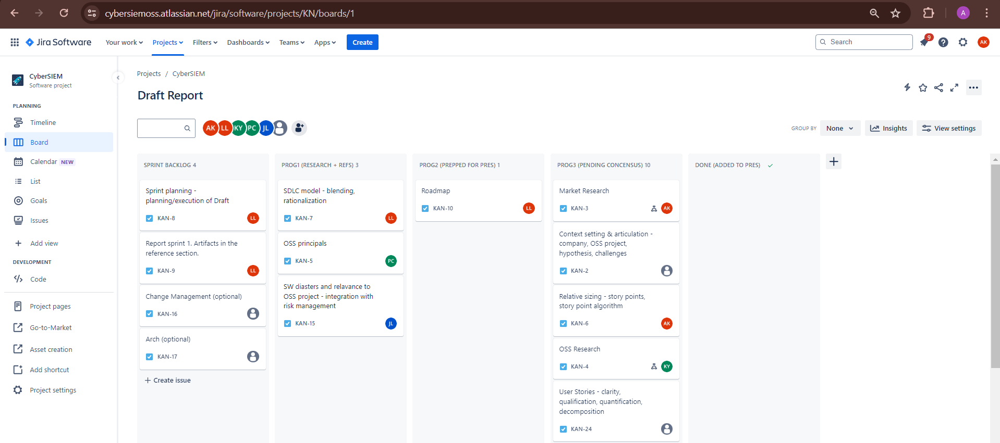 cybersiemoss.atlassian.net/jira/software/projects/KN/boards/1
A
Jira Software
Your work
Projects
Filters
Dashboards
Teams
Apps
Create
Search
9
AK
CyberSIEM
Software project
PLANNING
Timeline
Board
Calendar NEW
List
Goals
Issues
Add view
DEVELOPMENT
Code
Project pages
Go-to-Market
Asset creation
Add shortcut
Project settings
Projects / CyberSIEM
Draft Report
AK LL KY PC JL
GROUP BY None Insights View settings
SPRINT BACKLOG 4
Sprint planning -
planning/execution of Draft
KAN-8 LL
Report sprint 1. Artifacts in the
reference section.
KAN-9 LL
Change Management (optional)
KAN-16
Arch (optional)
KAN-17
Create issue
PROG1 (RESEARCH + REFS) 3
SDLC model - blending,
rationalization
KAN-7 LL
OSS principals
KAN-5 PC
SW diasters and relavance to
OSS project - integration with
risk management
KAN-15 JL
PROG2 (PREPPED FOR PRES) 1
Roadmap
KAN-10 LL
PROG3 (PENDING CONCENSUS) 10
Market Research
KAN-3 AK
Context setting & articulation -
company, OSS project,
hypothesis, challenges
KAN-2
Relative sizing - story points,
story point algorithm
KAN-6 AK
OSS Research
KAN-4 KY
User Stories - clarity,
qualification, quantification,
decomposition
KAN-24
DONE (ADDED TO PRES)